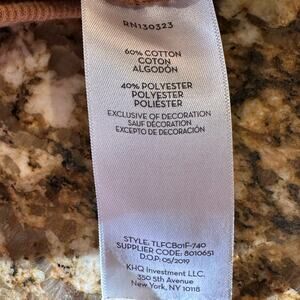 RN130323
60% COTTON
COTON
ALGODÓN
40% POLYESTER
POLYESTER
POLIÉSTER
EXCLUSIVE OF DECORATION
SAUF DÉCORATION
EXCEPTO DE DECORACIÓN
STYLE: TLFCB01F-740
SUPPLIER CODE: 8010651
D.O.P: 05/2019
KHQ Investment LLC.
350 5th Avenue
New York, NY 10118